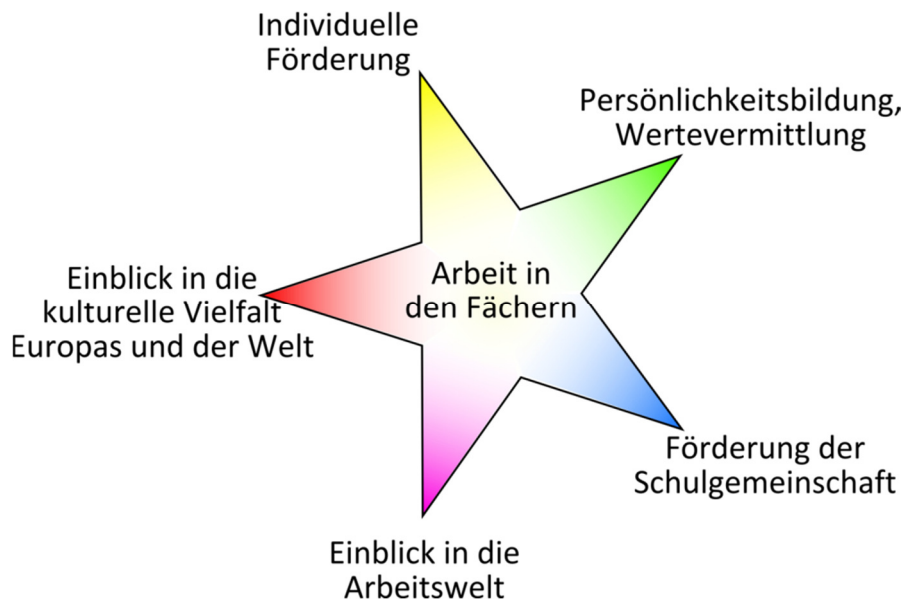 Individuelle
Förderung
Persönlichkeitsbildung,
Wertevermittlung
Einblick in die
kulturelle Vielfalt
Europas und der Welt
Arbeit in
den Fächern
Förderung der
Schulgemeinschaft
Einblick in die
Arbeitswelt